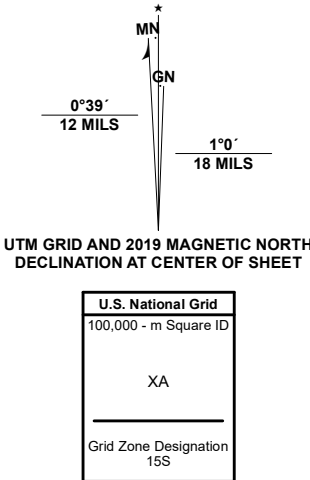 ★
MN
GN
0°39´
12 MILS
1°0´
18 MILS
UTM GRID AND 2019 MAGNETIC NORTH
DECLINATION AT CENTER OF SHEET
U.S. National Grid
100,000 - m Square ID
XA
Grid Zone Designation
15S